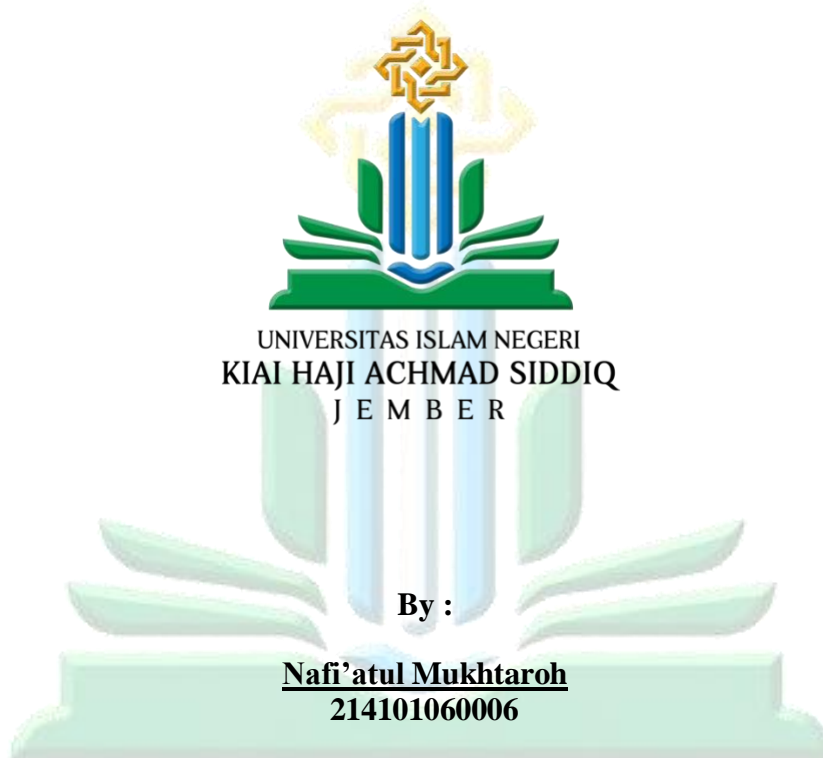 UNIVERSITAS ISLAM NEGERI
KIAI HAJI ACHMAD SIDDIQ
J E M B E R
By :
Nafi’atul Mukhtaroh
214101060006